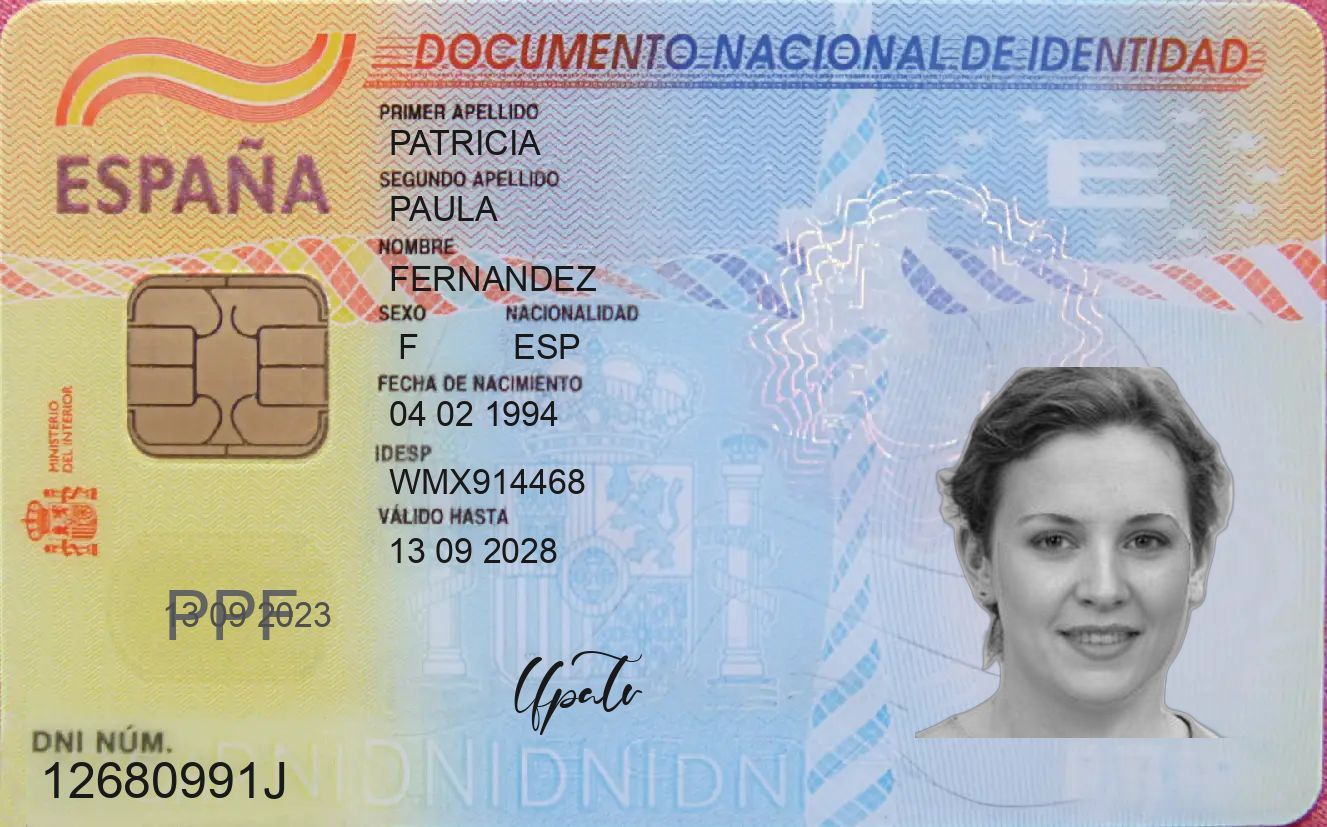 DOCUMENTO NACIONAL DE IDENTIDAD
ESPAÑA
PRIMER APELLIDO
PATRICIA
SEGUNDO APELLIDO
PAULA
NOMBRE
FERNANDEZ
SEXO NACIONALIDAD
F ESP
FECHA DE NACIMIENTO
04 02 1994
IDESP
WMX914468
VÁLIDO HASTA
13 09 2028
MINISTERIO
DEL INTERIOR
PPF
13 09 2023
DNI NÚM.
12680991J
E
DNIDNIDNIDNI